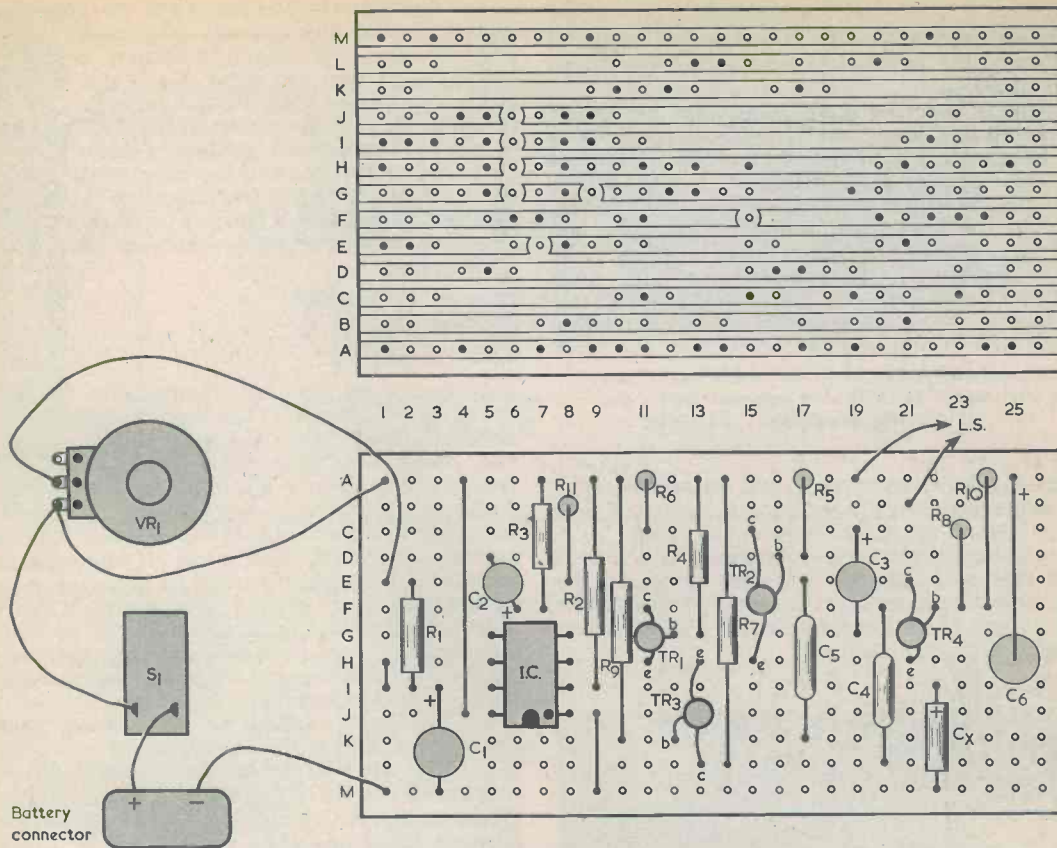 M
L
K
J
I
H
G
F
E
D
C
B
A
1 2 3 4 5 6 7 8 9 11 13 15 17 19 21 23 25
L.S.
A
C
D
E
F
G
H
I
J
K
M
VR1
S1
+ −
Battery
connector
R1
+
C1
C2
+
R3
R11
I.C.
R2
R9
R6
c
b
e
TR1
R4
e
TR3
b
c
R7
c
b
TR2
e
R5
C5
+
C3
C4
c
b
TR4
e
R8
R10
+
CX
+
C6